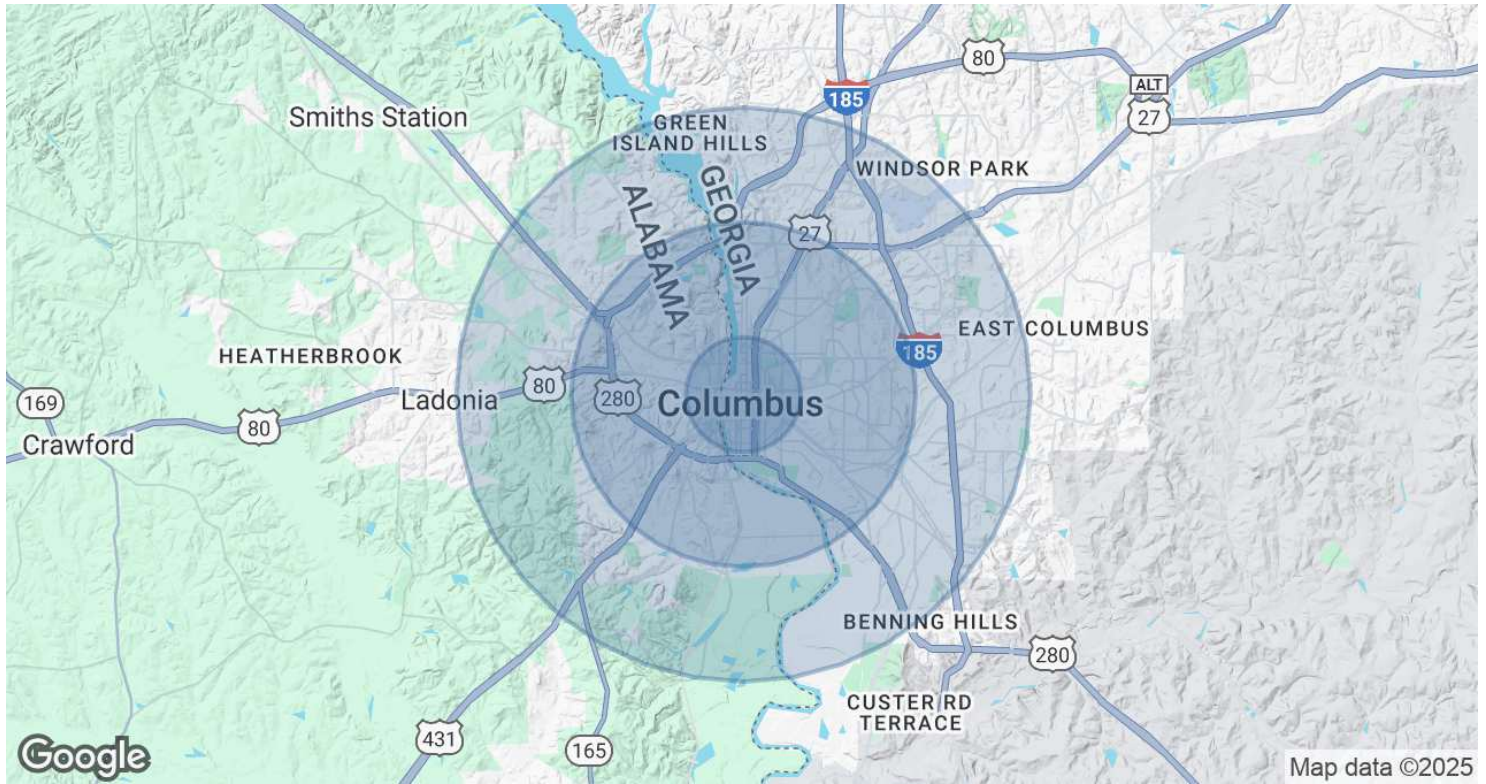 80
185
ALT
27
Smiths Station
GREEN
ISLAND HILLS
WINDSOR PARK
GEORGIA
ALABAMA
27
EAST COLUMBUS
185
HEATHERBROOK
80
280
Columbus
Ladonia
169
80
Crawford
BENNING HILLS
280
CUSTER RD
TERRACE
431
165
Google
Map data ©2025